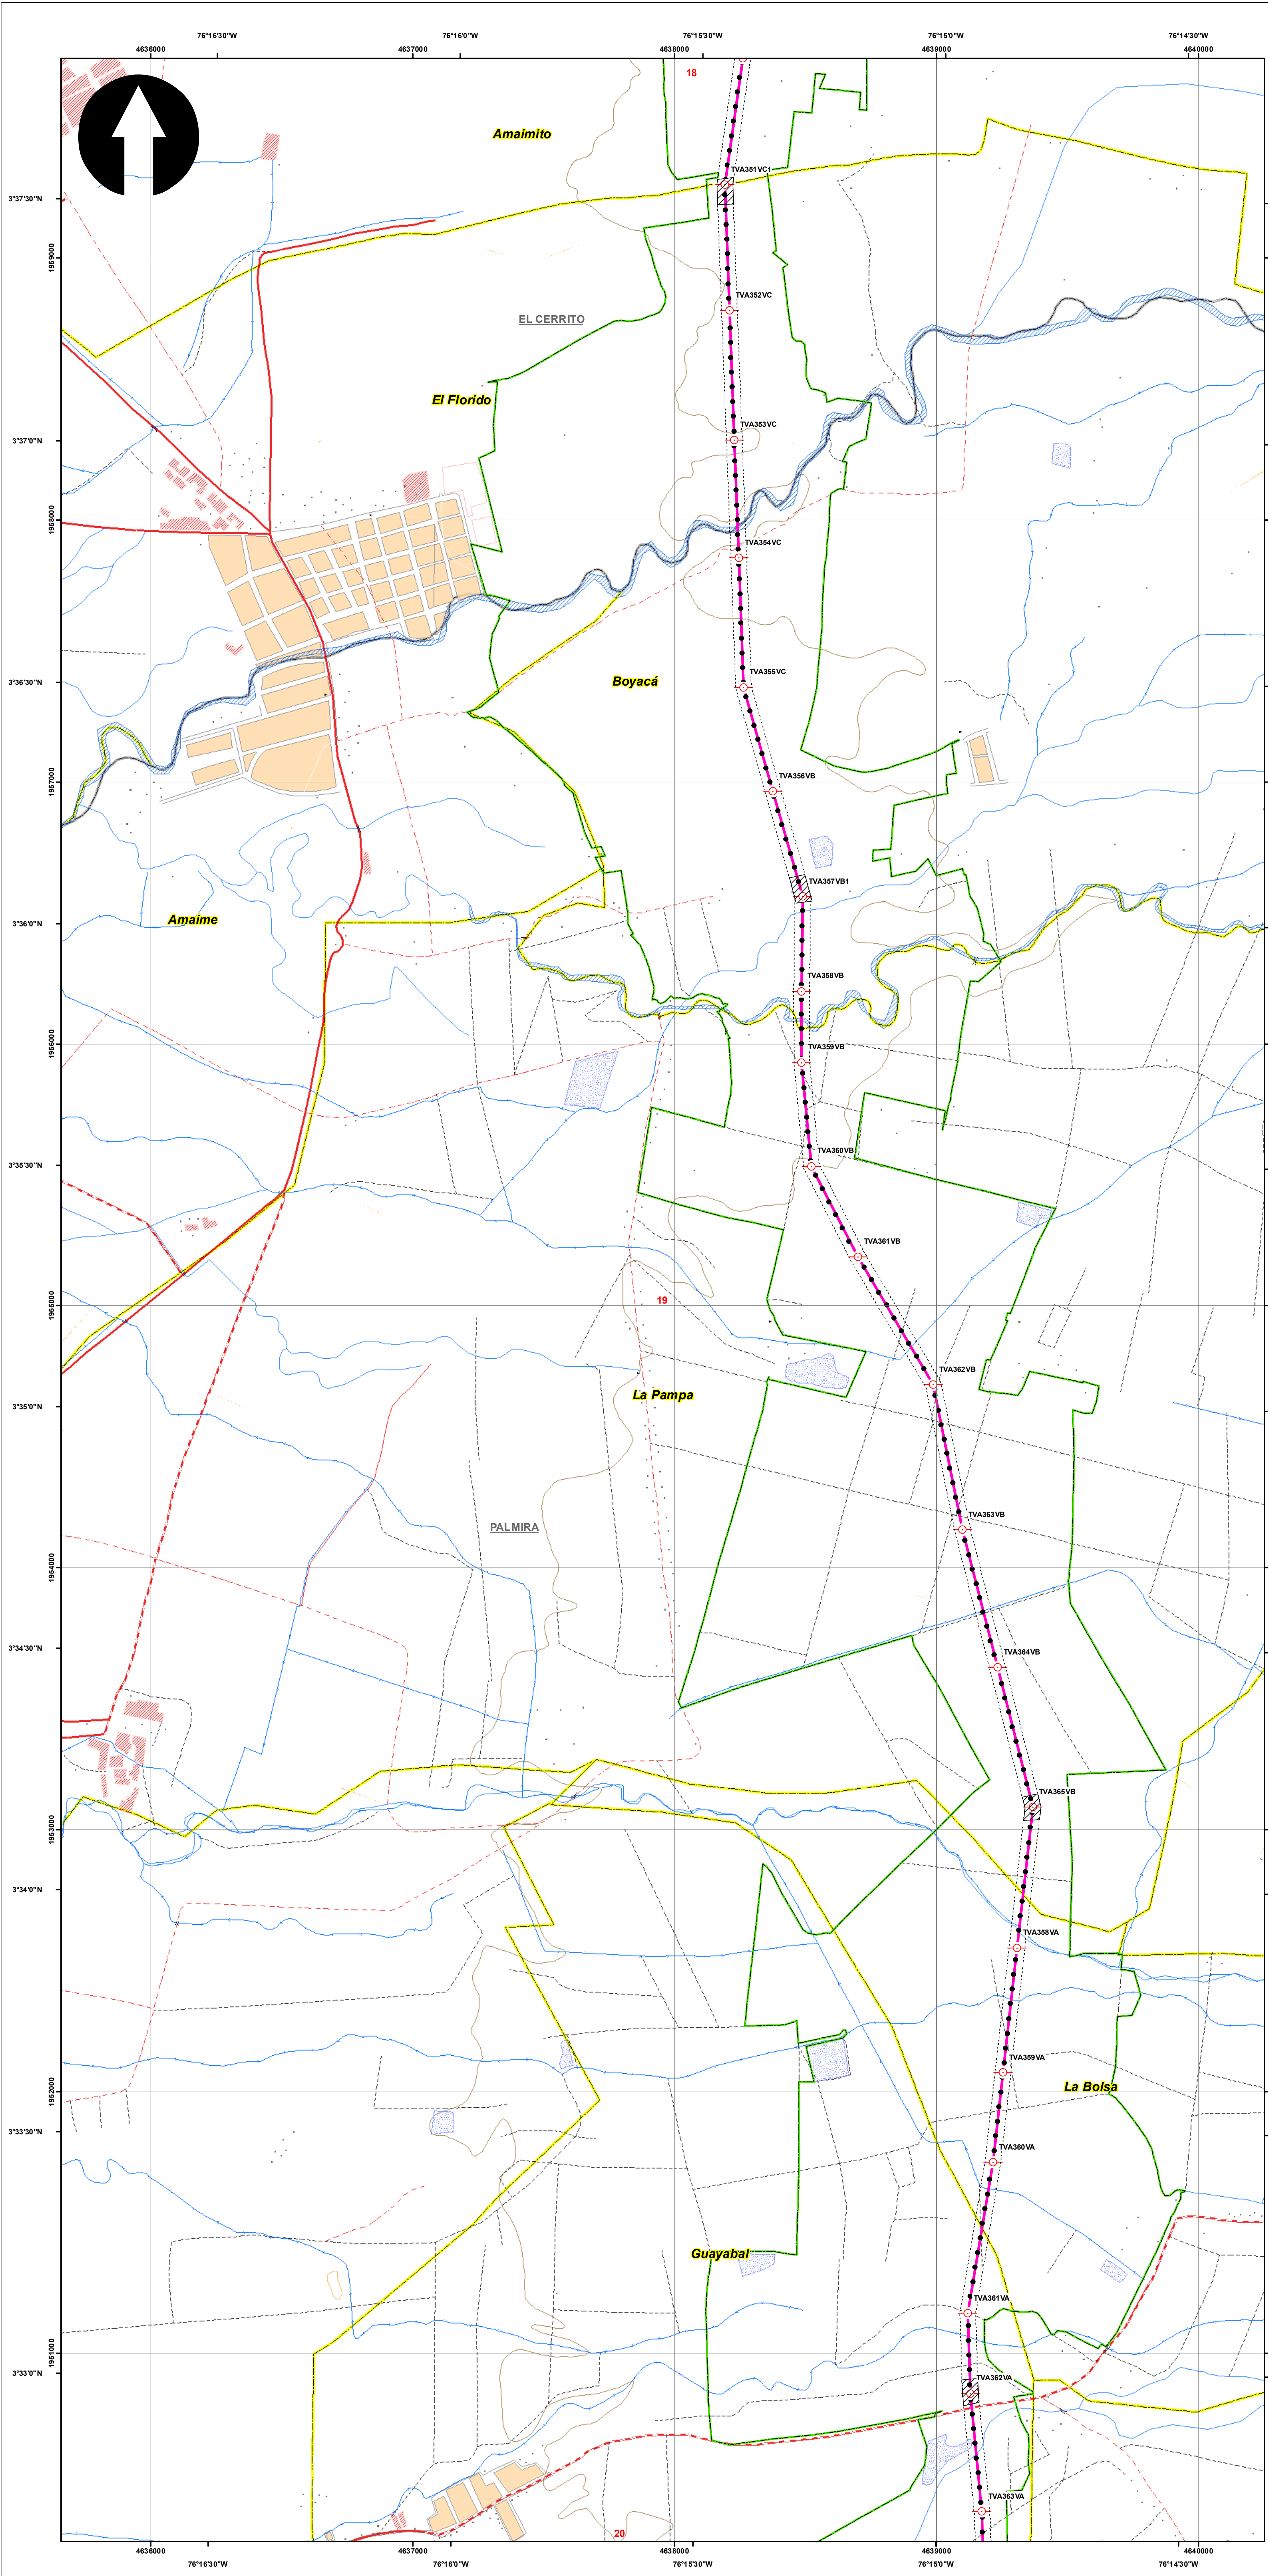 76°16'30"W 76°16'0"W 76°15'30"W 76°15'0"W 76°14'30"W
4636000 4637000 4638000 4639000 4640000
18
Amaimito
TVA351VC1
3°37'30"N
1959000
TVA352VC
EL CERRITO
El Florido
TVA353VC
3°37'0"N
1958000
TVA354VC
TVA355VC
Boyacá
3°36'30"N
1957000
TVA356VB
TVA357VB1
Amaime
3°36'0"N
TVA358VB
1956000
TVA359VB
TVA360VB
3°35'30"N
TVA361VB
19
1955000
TVA362VB
La Pampa
3°35'0"N
TVA363VB
PALMIRA
1954000
3°34'30"N
TVA364VB
TVA365VB
1953000
3°34'0"N
TVA358VA
TVA359VA
La Bolsa
1952000
3°33'30"N
TVA360VA
Guayabal
TVA361VA
1951000
3°33'0"N
TVA362VA
TVA363VA
20
4636000 4637000 4638000 4639000 4640000
76°16'30"W 76°16'0"W 76°15'30"W 76°15'0"W 76°14'30"W